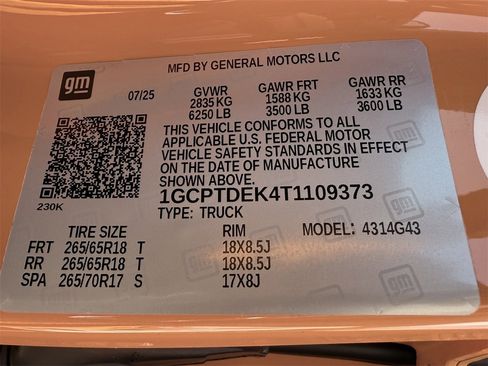 MFD BY GENERAL MOTORS LLC
gm
07/25 GVWR GAWR FRT GAWR RR
2835 KG 1588 KG 1633 KG
6250 LB 3500 LB 3600 LB
THIS VEHICLE CONFORMS TO ALL
APPLICABLE U.S. FEDERAL MOTOR
VEHICLE SAFETY STANDARDS IN EFFECT
ON THE DATE OF MANUFACTURE
SHOWN ABOVE.
230K
1GCPTDEK4T1109373
TYPE: TRUCK
MODEL: 4314G43
TIRE SIZE RIM
FRT 265/65R18 T 18X8.5J
RR 265/65R18 T 18X8.5J
SPA 265/70R17 S 17X8J